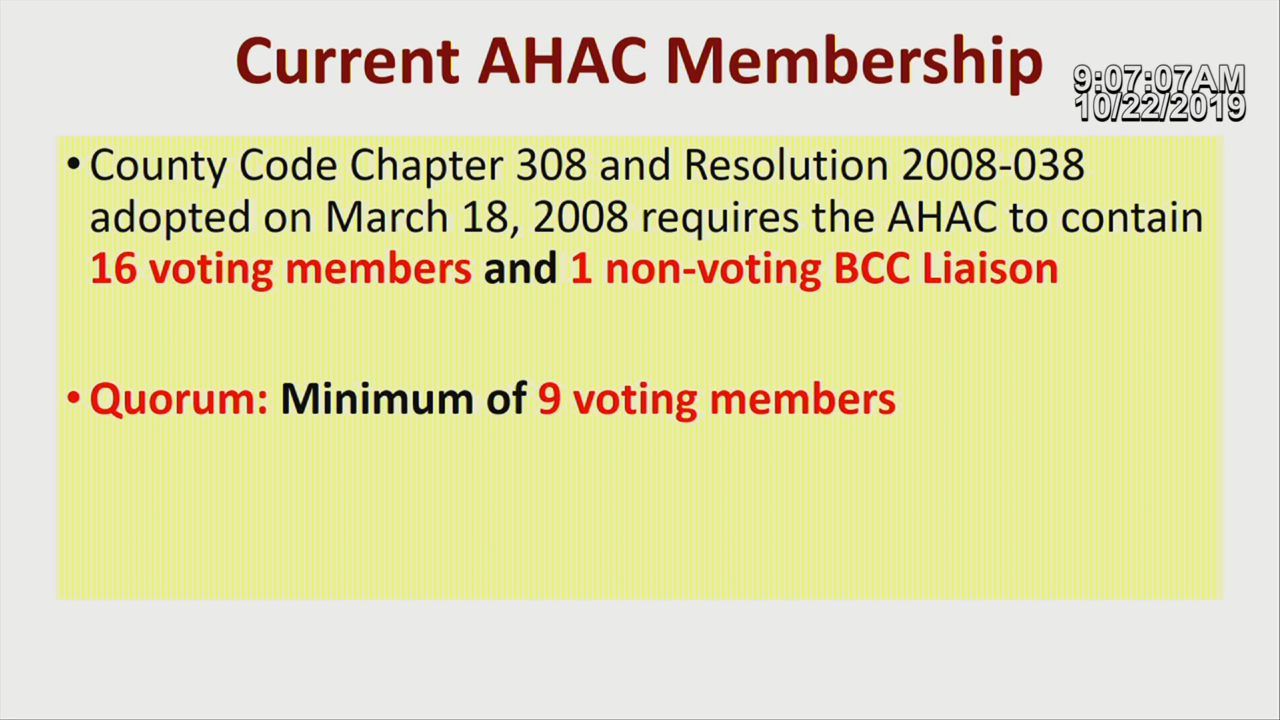 Current AHAC Membership
9:07:07AM
10/22/2019
• County Code Chapter 308 and Resolution 2008-038
adopted on March 18, 2008 requires the AHAC to contain
16 voting members and 1 non-voting BCC Liaison
• Quorum: Minimum of 9 voting members